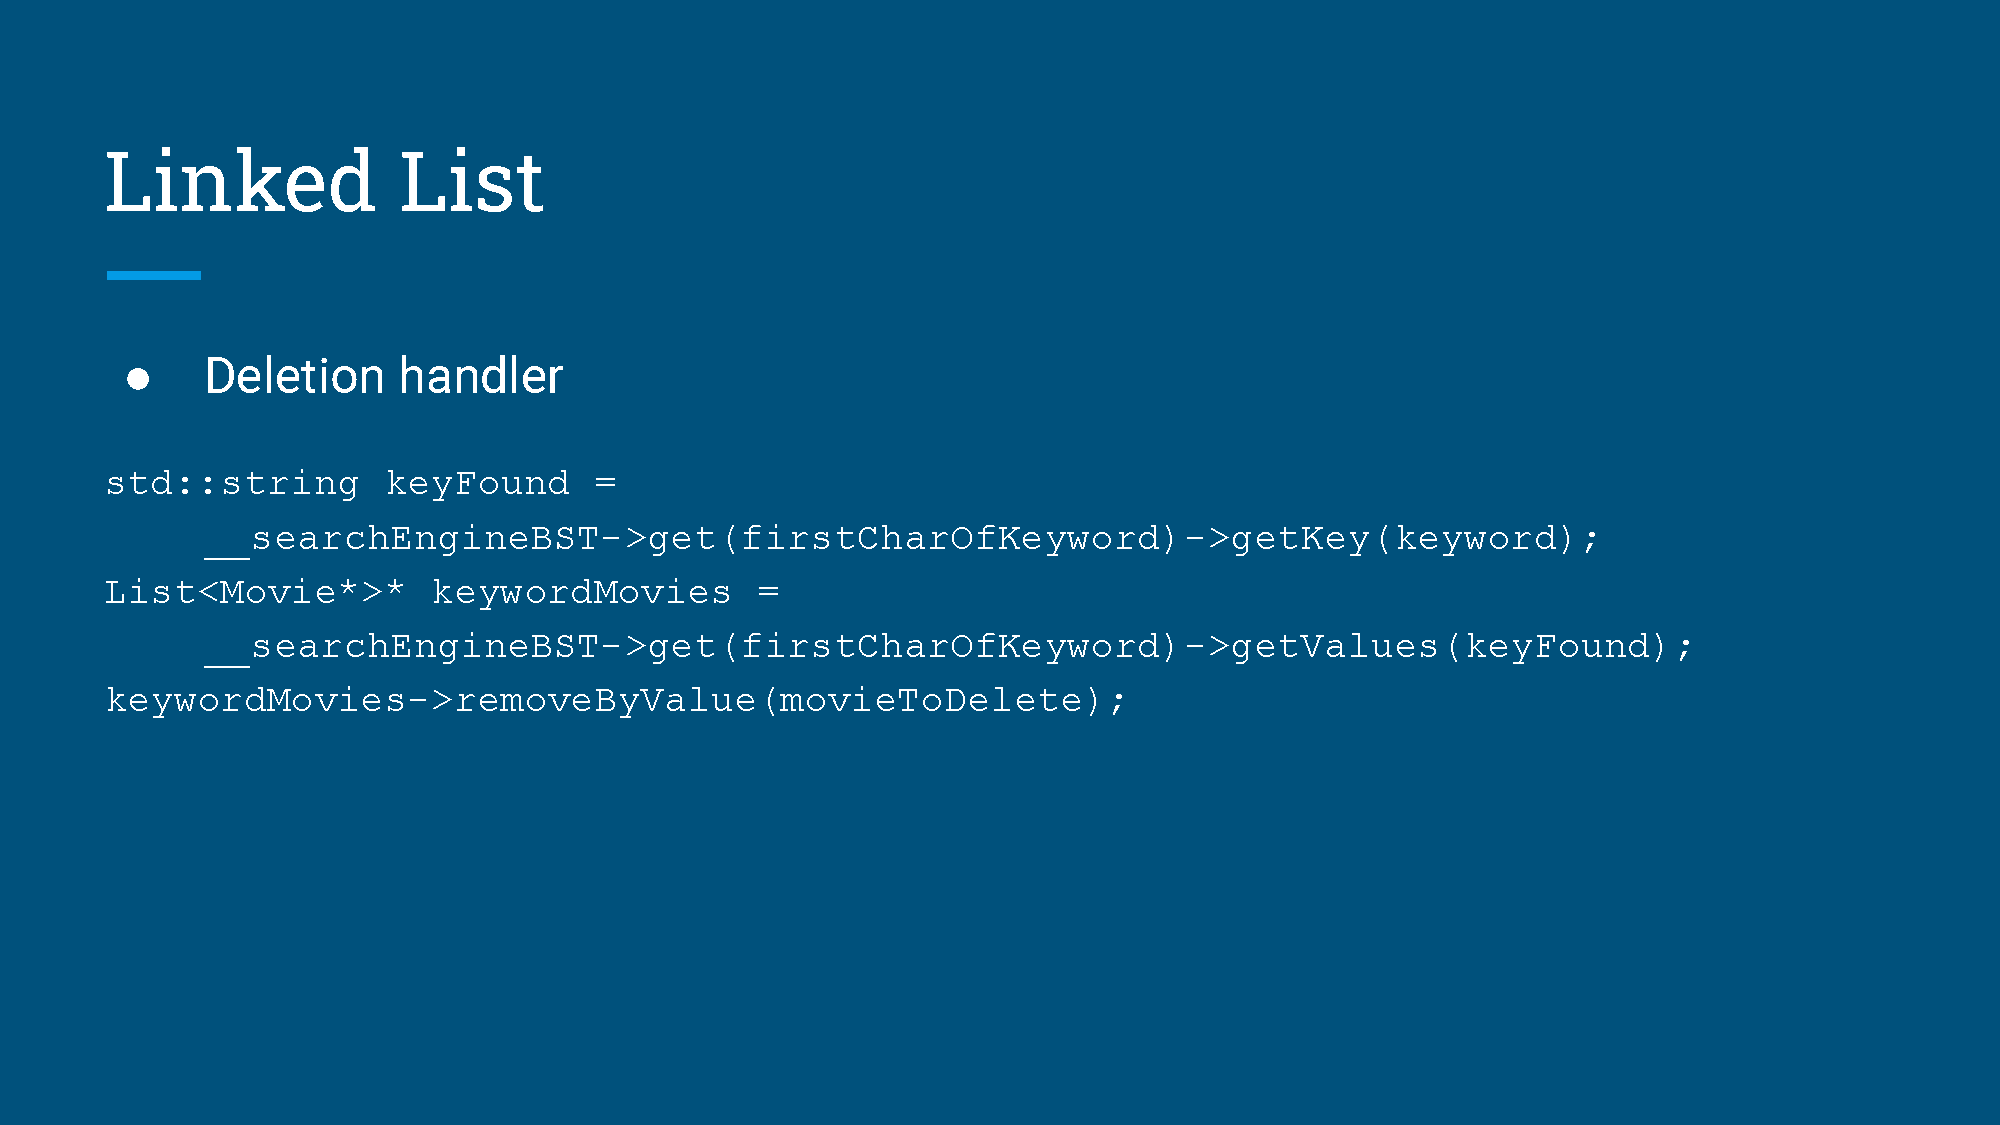 Linked List
● Deletion handler
std::string keyFound =
__searchEngineBST->get(firstCharOfKeyword)->getKey(keyword);
List<Movie*>* keywordMovies =
__searchEngineBST->get(firstCharOfKeyword)->getValues(keyFound);
keywordMovies->removeByValue(movieToDelete);